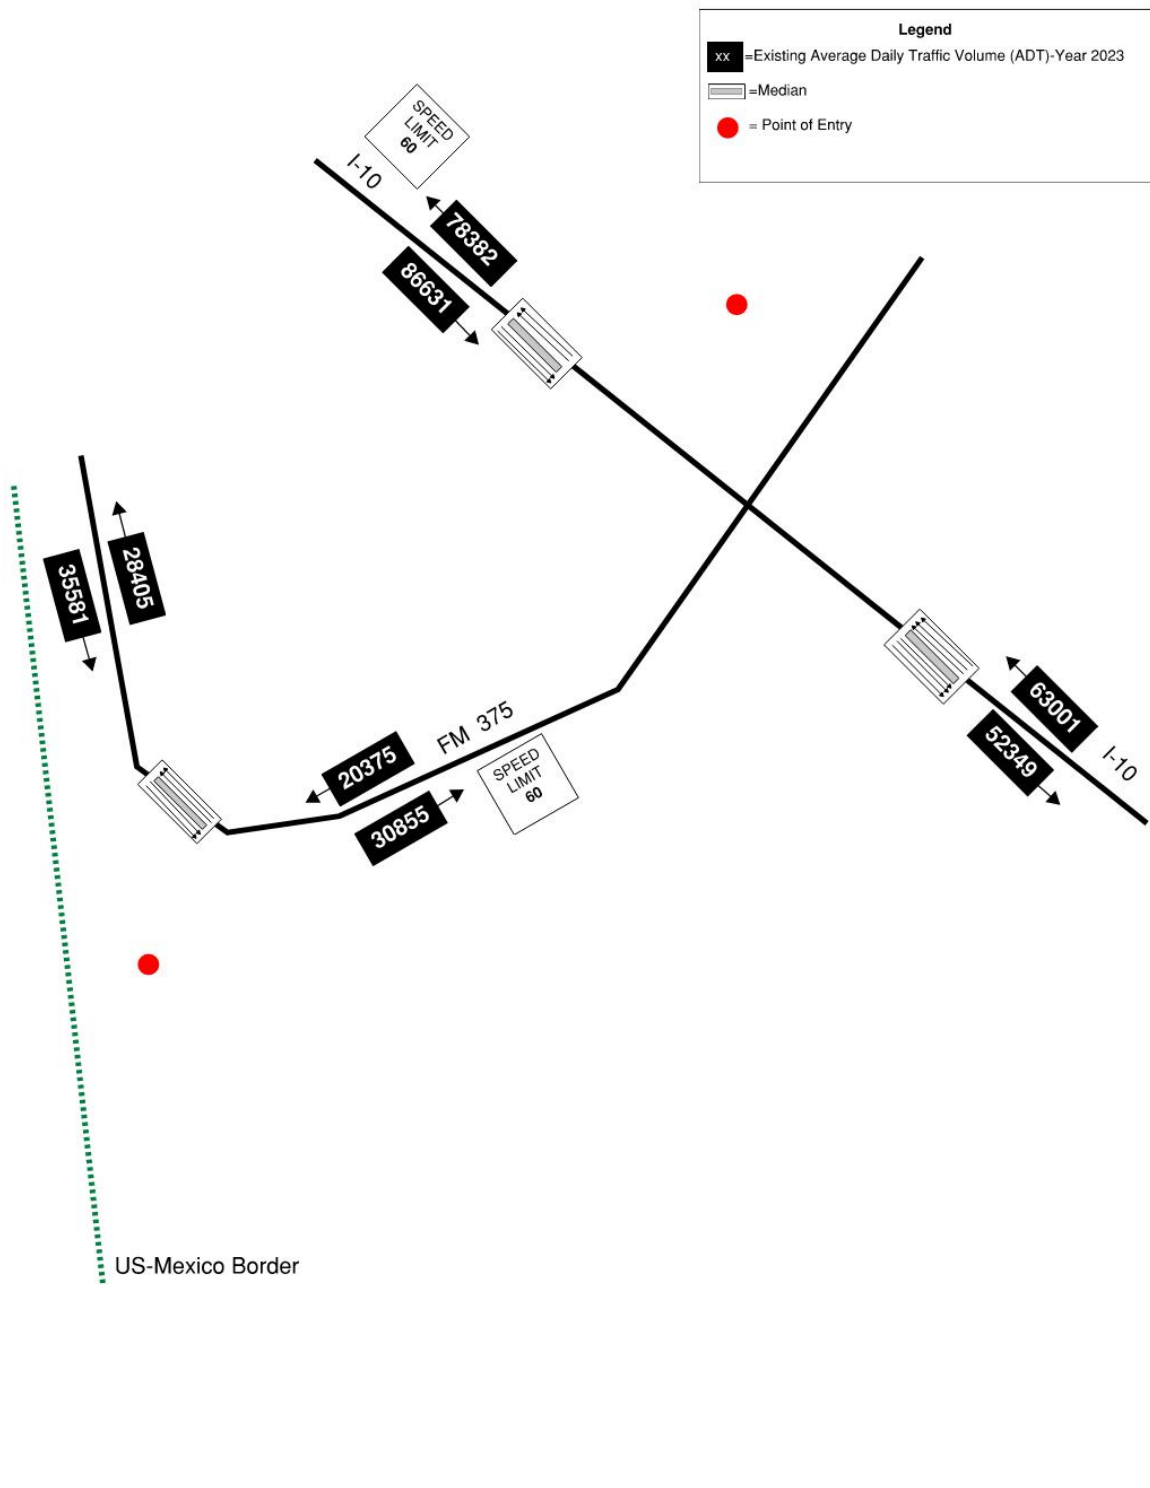 Legend
xx =Existing Average Daily Traffic Volume (ADT)-Year 2023
=Median
= Point of Entry
SPEED
LIMIT
60
I-10
78382
86631
28405
35581
FM 375
20375
30855
SPEED
LIMIT
60
63001
52349
I-10
US-Mexico Border